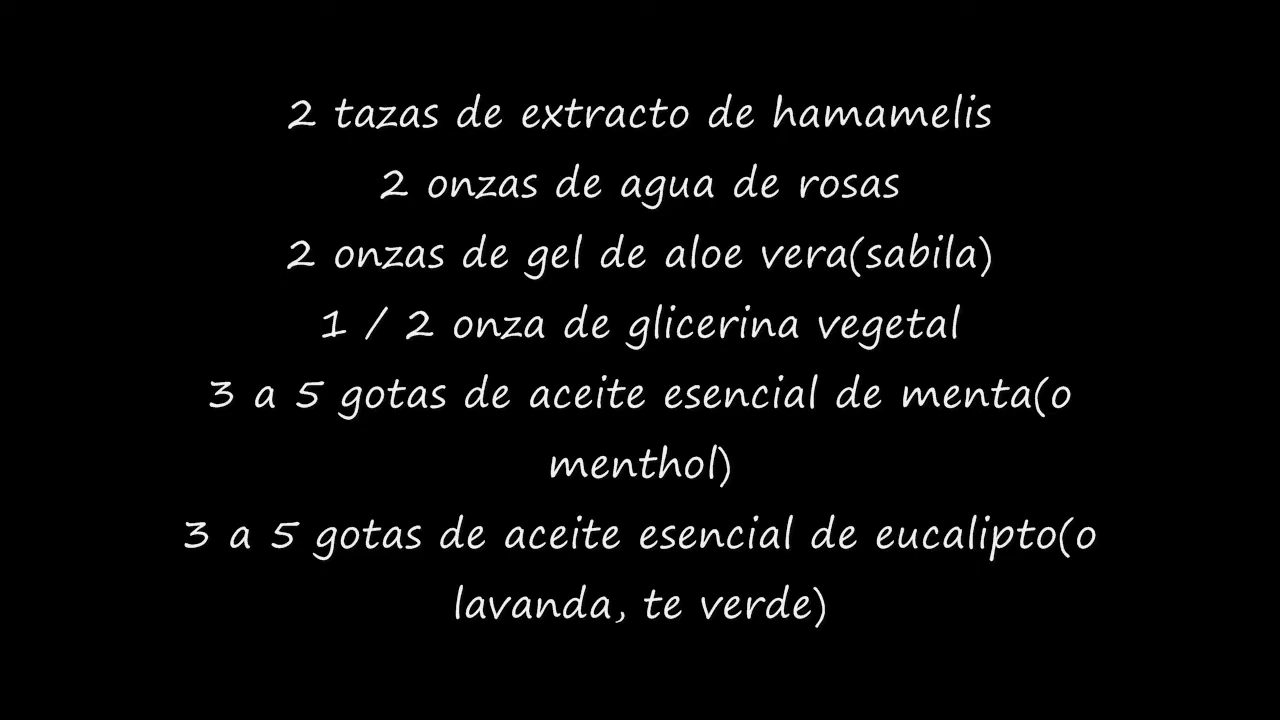 2 tazas de extracto de hamamelis
2 onzas de agua de rosas
2 onzas de gel de aloe vera(sabila)
1 / 2 onza de glicerina vegetal
3 a 5 gotas de aceite esencial de menta(o
menthol)
3 a 5 gotas de aceite esencial de eucalipto(o
lavanda, te verde)